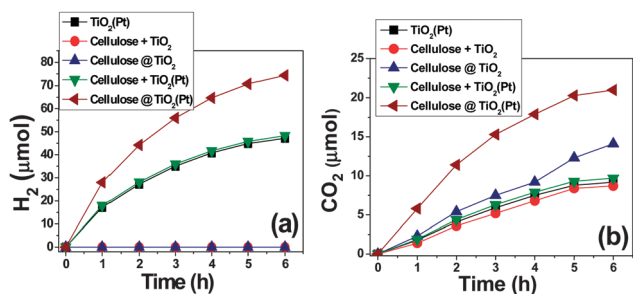 TiO₂(Pt)
Cellulose + TiO₂
Cellulose @ TiO₂
Cellulose + TiO₂(Pt)
Cellulose @ TiO₂(Pt)
H₂ (μmol)
100
90
80
70
60
50
40
30
20
10
0
0 1 2 3 4 5 6
Time (h)
(a)
TiO₂(Pt)
Cellulose + TiO₂
Cellulose @ TiO₂
Cellulose + TiO₂(Pt)
Cellulose @ TiO₂(Pt)
CO₂ (μmol)
25
20
15
10
5
0
0 1 2 3 4 5 6
Time (h)
(b)